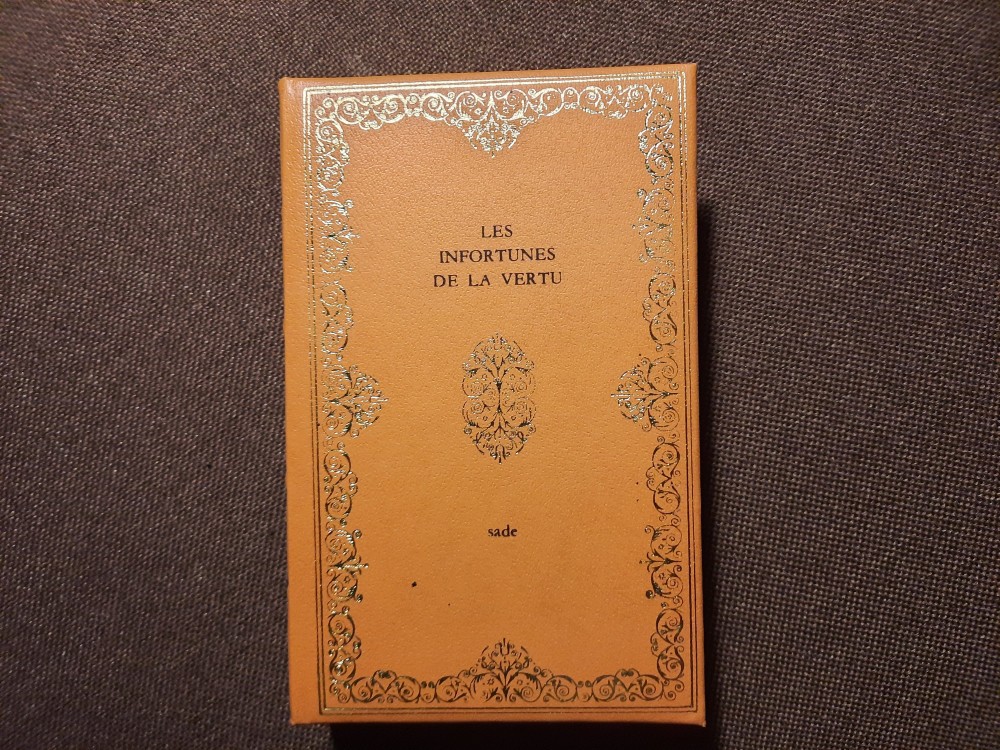 LES
INFORTUNES
DE LA VERTU
sade